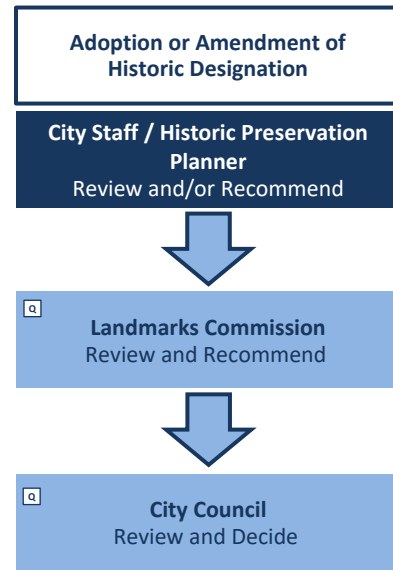 Adoption or Amendment of
Historic Designation
City Staff / Historic Preservation
Planner
Review and/or Recommend
Q
Landmarks Commission
Review and Recommend
Q
City Council
Review and Decide